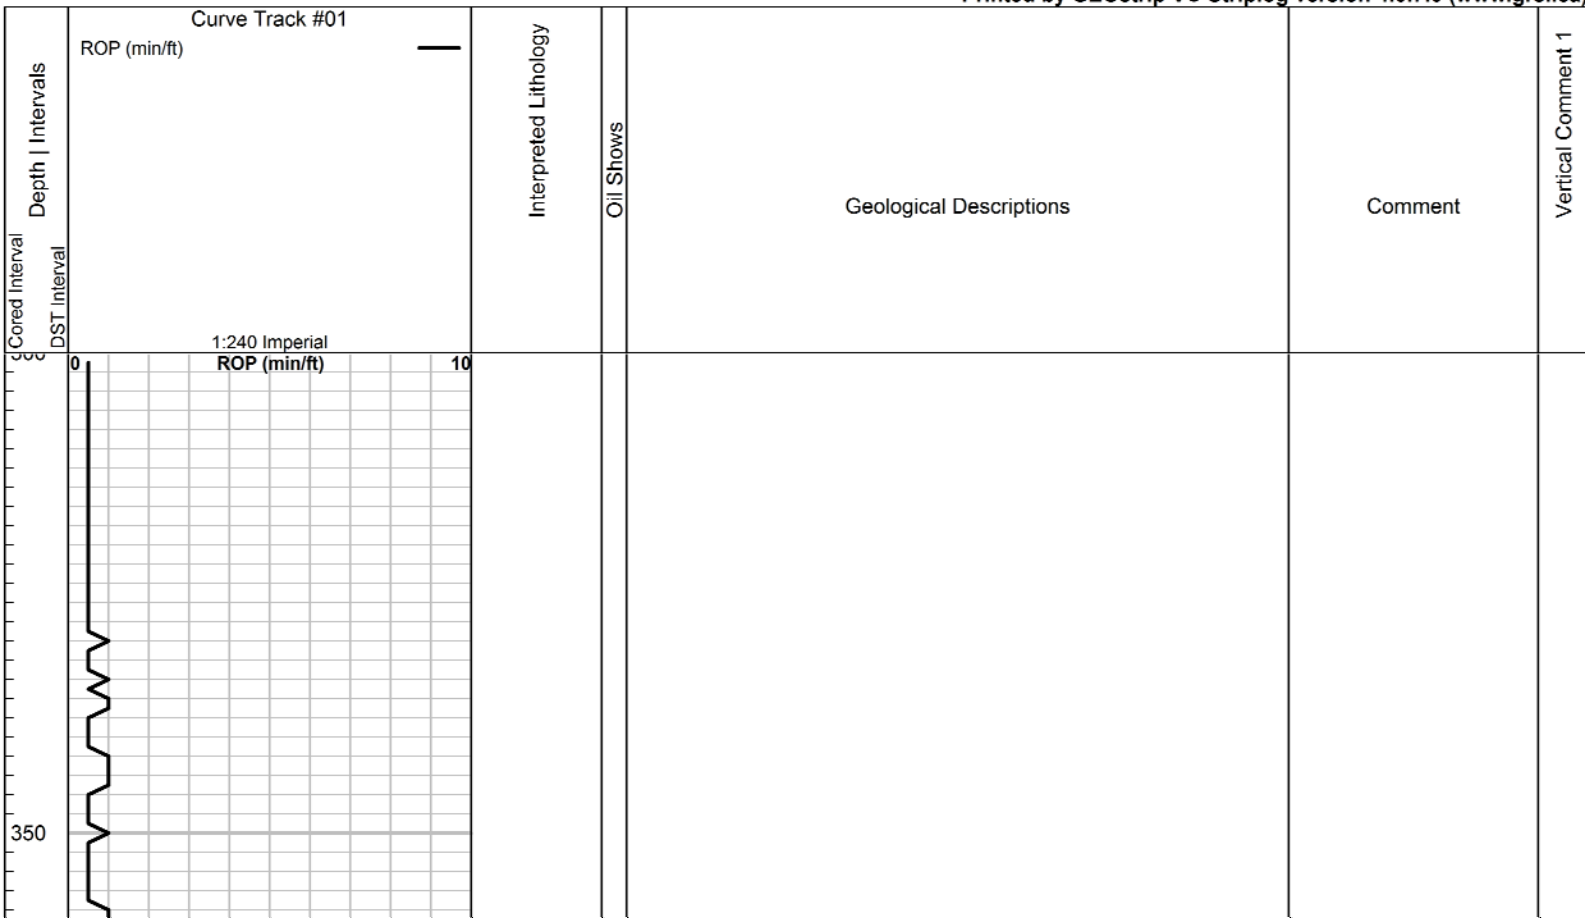 Curve Track #01
ROP (min/ft)
Depth | Intervals
Cored Interval
DST Interval
1:240 Imperial
Interpreted Lithology
Oil Shows
Geological Descriptions
Comment
Vertical Comment 1
0 ROP (min/ft) 10
350